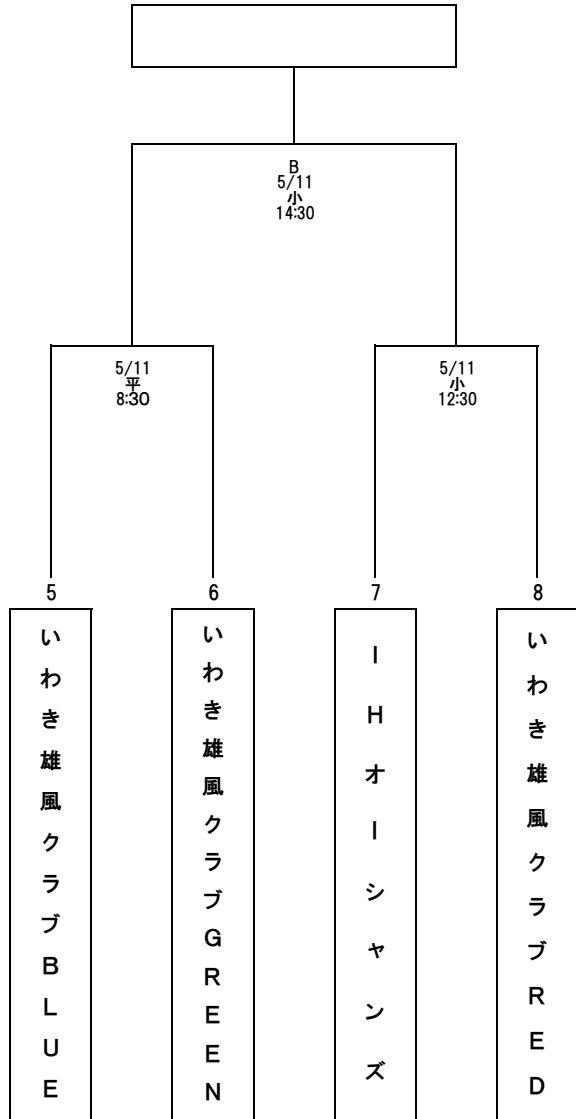 B
5/11
小
14:30
5/11
平
8:30
5/11
小
12:30
5
6
7
8
いわき雄風クラブBLUE
いわき雄風クラブGREEN
IHオーシャンズ
いわき雄風クラブRED